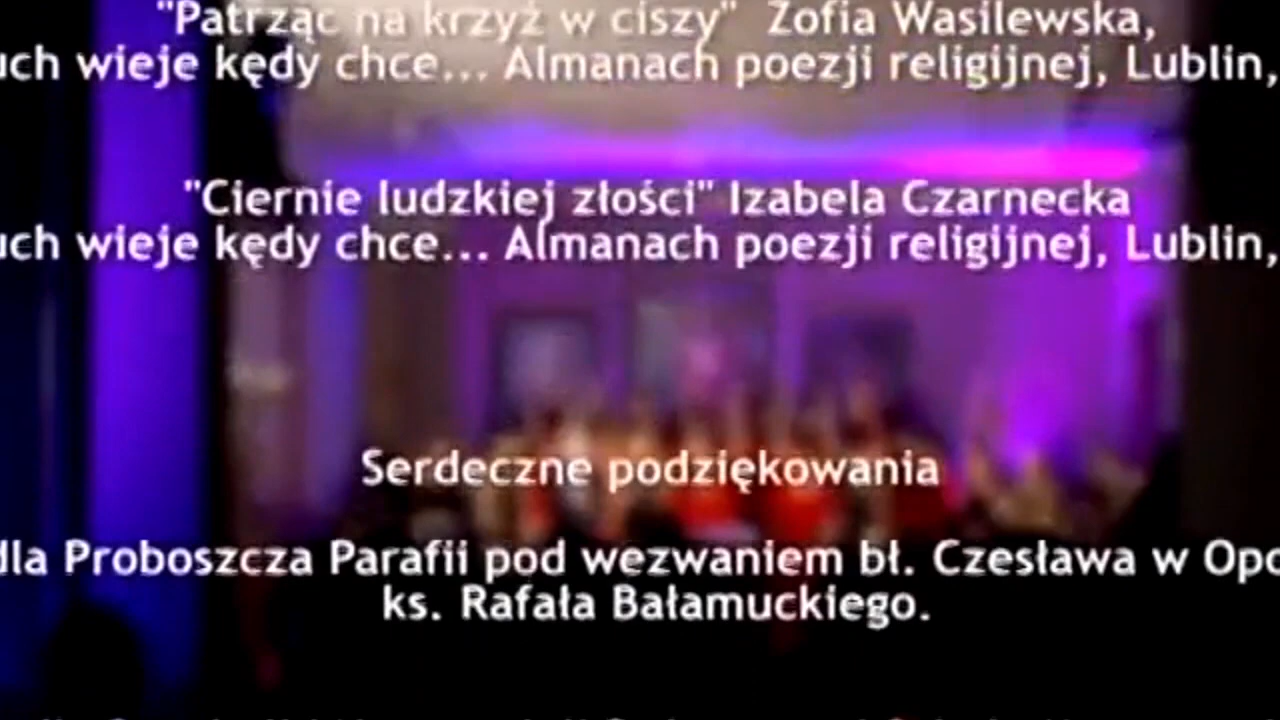 "Patrząc na krzyż w ciszy" Zofia Wasilewska,
uch wieje kędy chce... Almanach poezji religijnej, Lublin,
"Ciernie ludzkiej złości" Izabela Czarnecka
uch wieje kędy chce... Almanach poezji religijnej, Lublin,
Serdeczne podziękowania
dla Proboszcza Parafii pod wezwaniem bł. Czesława w Opo
ks. Rafała Bałamuckiego.